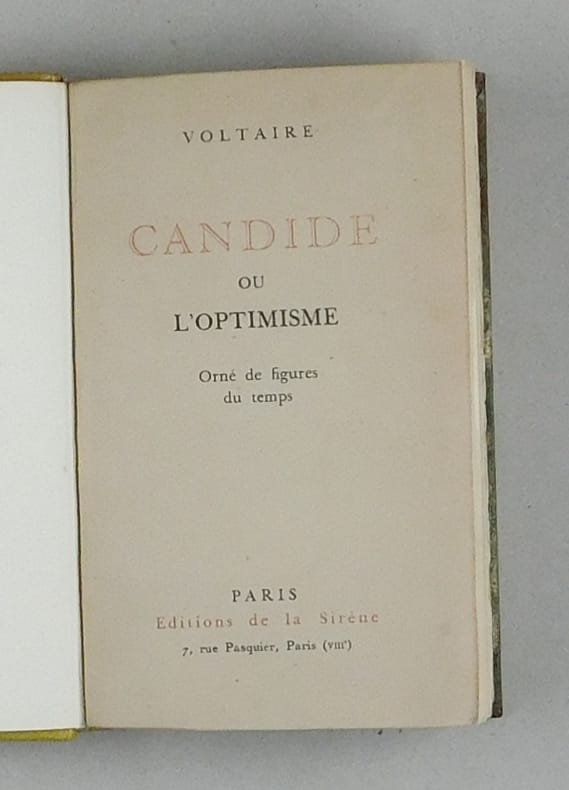 VOLTAIRE
CANDIDE
OU
L'OPTIMISME
Orné de figures
du temps
PARIS
Editions de la Sirène
7, rue Pasquier, Paris (VIIIᵉ)